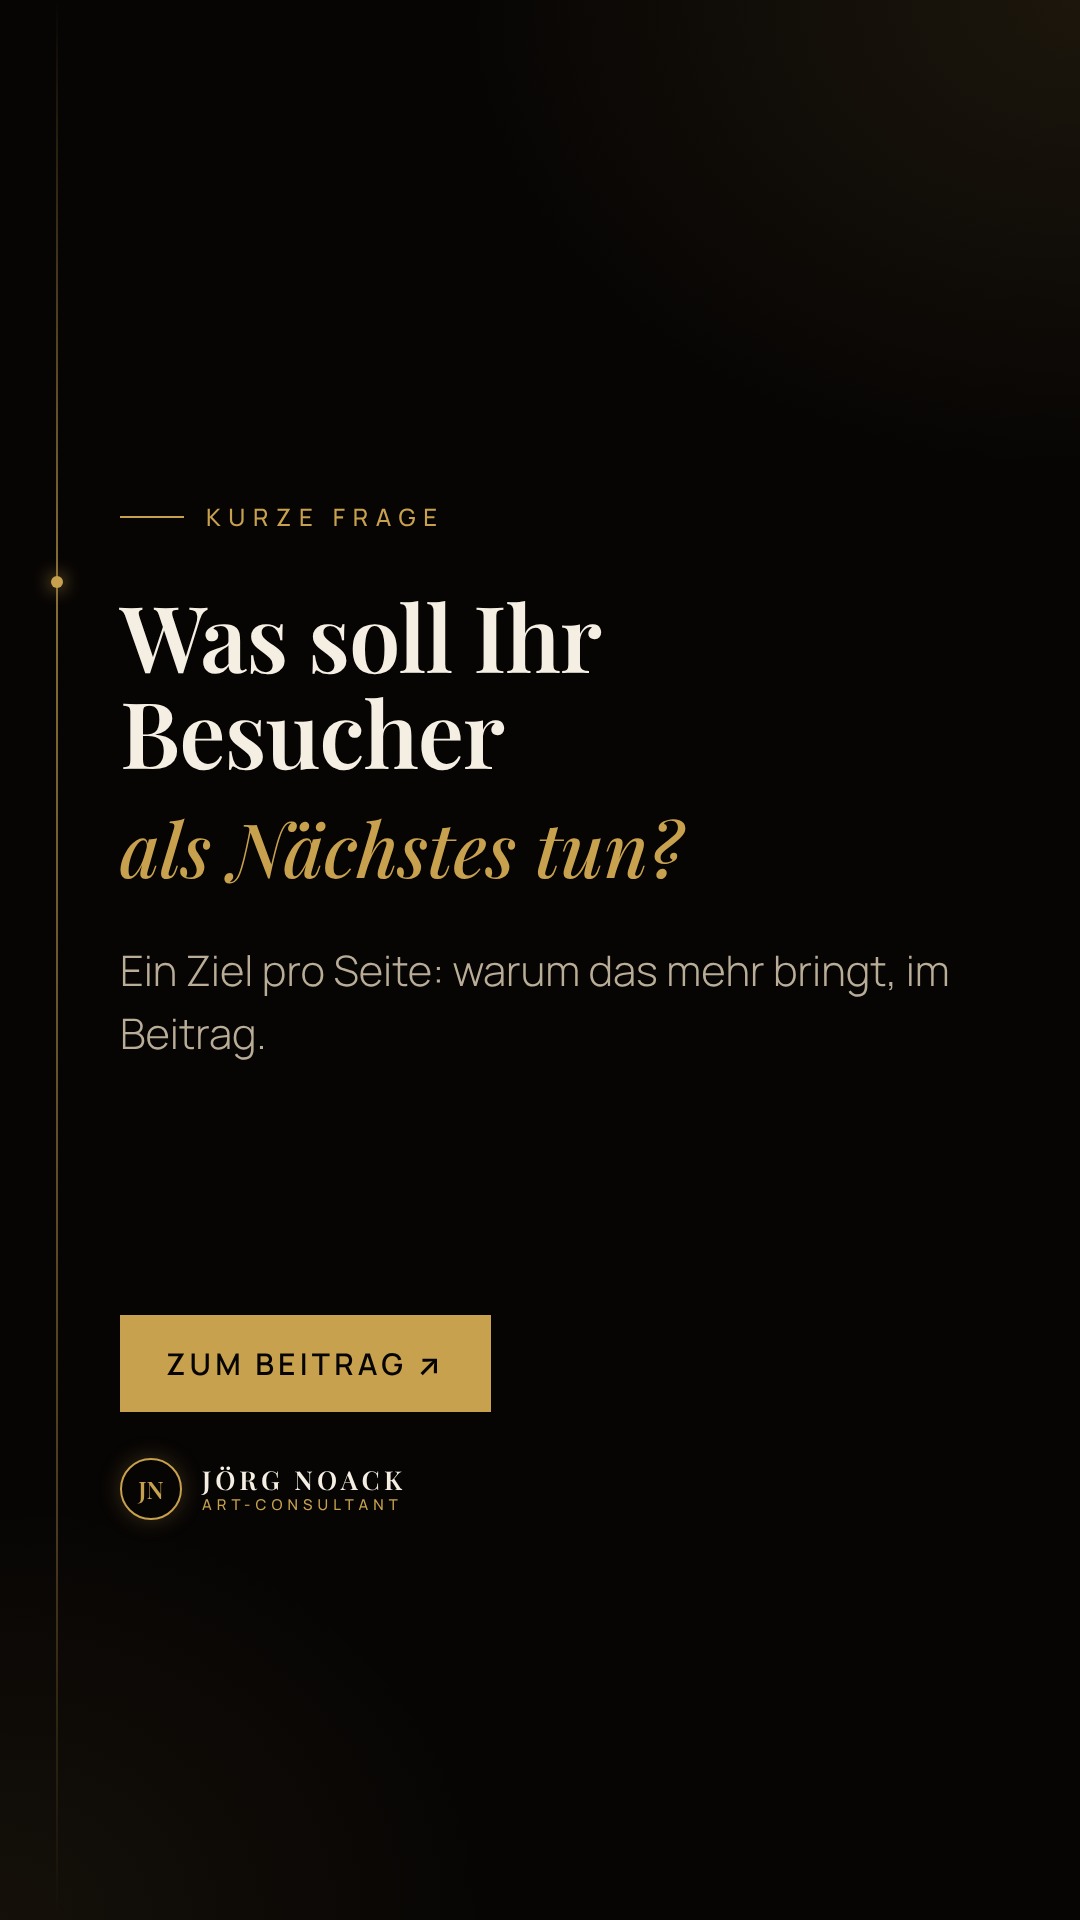 KURZE FRAGE
Was soll Ihr
Besucher
als Nächstes tun?
Ein Ziel pro Seite: warum das mehr bringt, im
Beitrag.
ZUM BEITRAG ↗
JN
JÖRG NOACK
ART-CONSULTANT